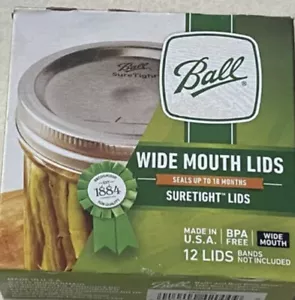 Ball
SureTight
Ball
WIDE MOUTH LIDS
SEALS UP TO 18 MONTHS
SURETIGHT™ LIDS
1884
MADE IN U.S.A.
BPA FREE
WIDE MOUTH
12 LIDS BANDS NOT INCLUDED